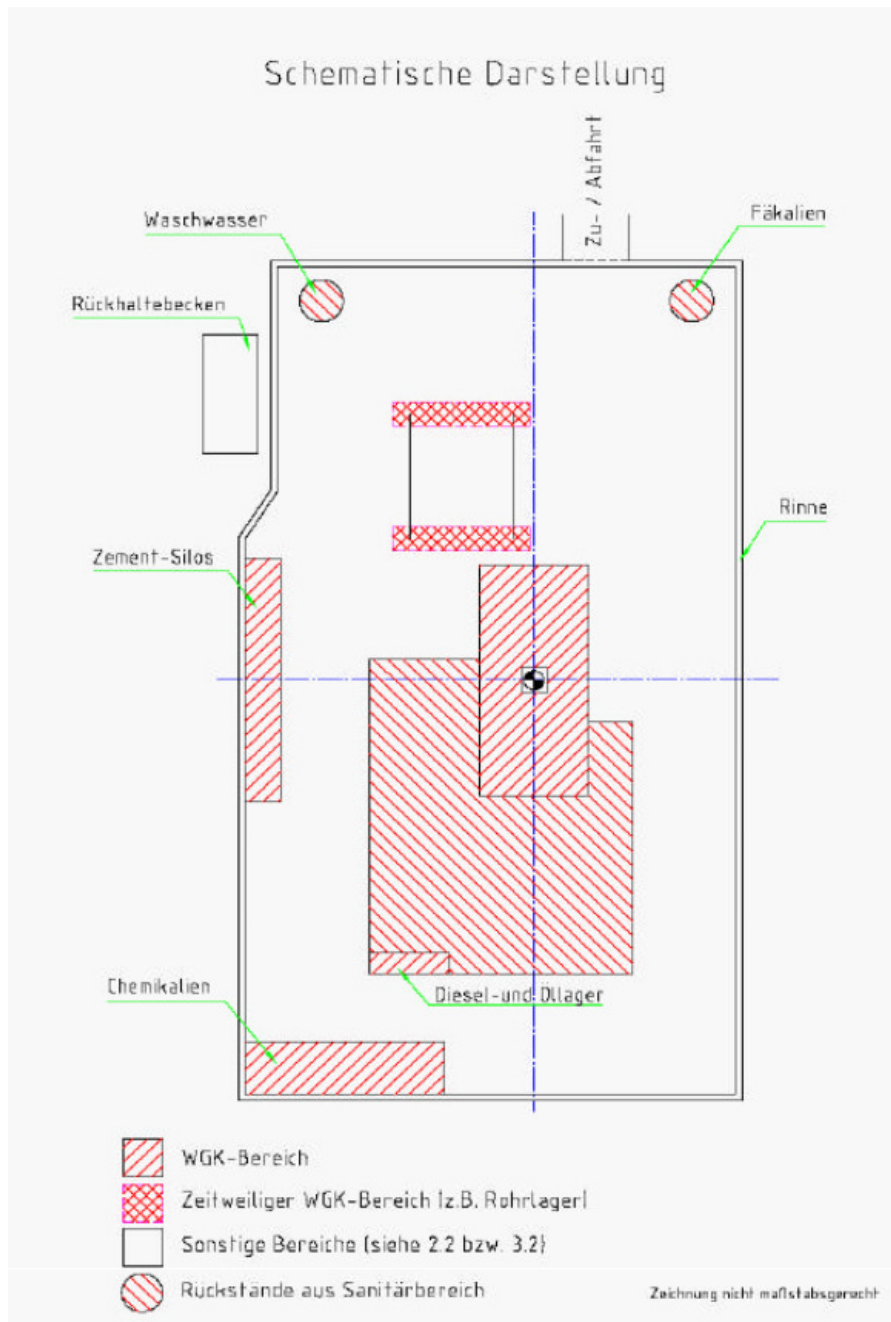 Schematische Darstellung
Zu- / Abfahrt
Waschwasser
Fäkalien
Rückhaltebecken
Rinne
Zement-Silos
Chemikalien
Diesel-und Öllager
WGK-Bereich
Zeitweiliger WGK-Bereich (z.B. Rohrlager)
Sonstige Bereiche (siehe 2.2 bzw. 3.2)
Rückstände aus Sanitärbereich
Zeichnung nicht maßstabsgerecht